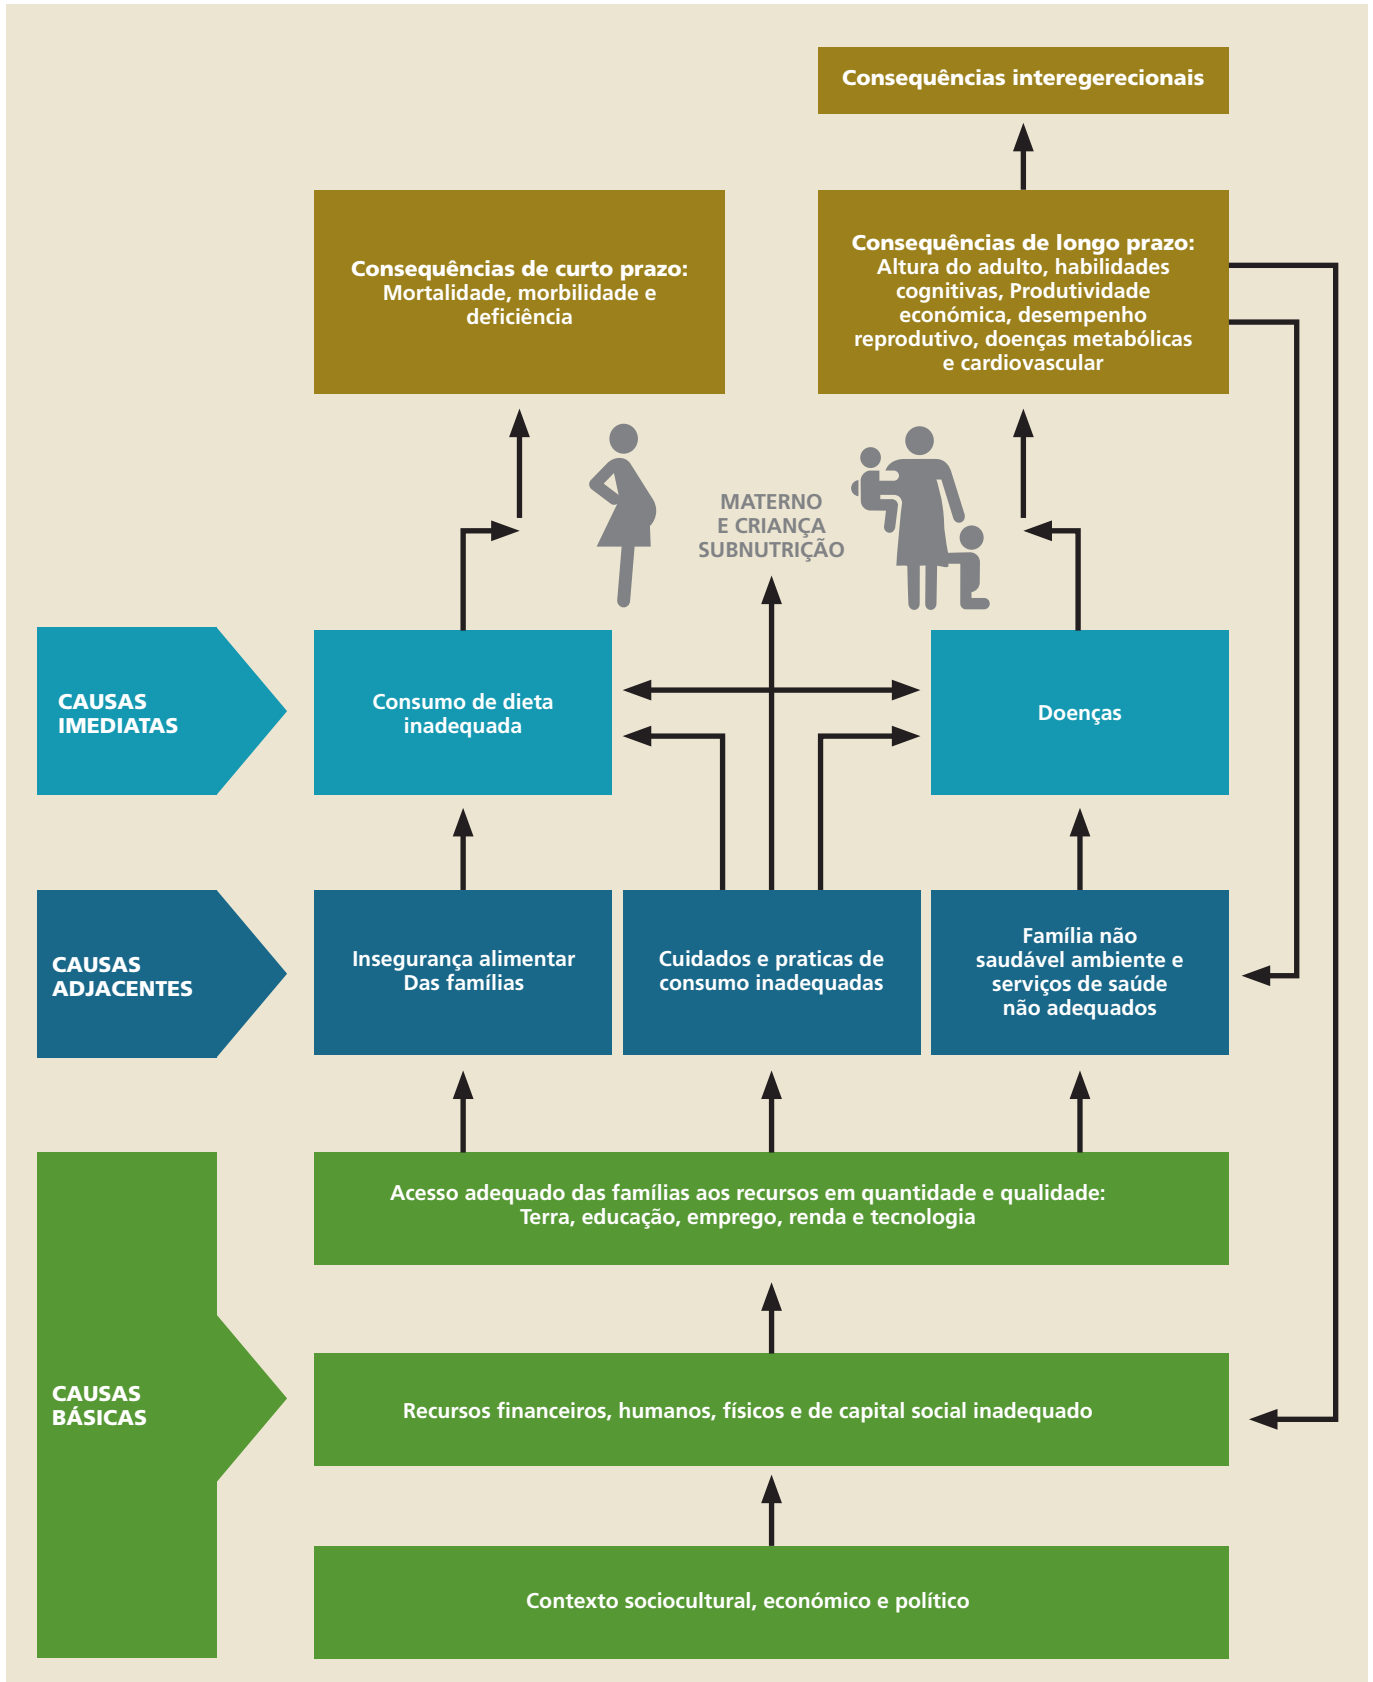 Consequências interegerecionais
Consequências de curto prazo:
Mortalidade, morbilidade e
deficiência
Consequências de longo prazo:
Altura do adulto, habilidades
cognitivas, Produtividade
económica, desempenho
reprodutivo, doenças metabólicas
e cardiovascular
MATERNO
E CRIANÇA
SUBNUTRIÇÃO
CAUSAS
IMEDIATAS
Consumo de dieta
inadequada
Doenças
CAUSAS
ADJACENTES
Insegurança alimentar
Das famílias
Cuidados e praticas de
consumo inadequadas
Família não
saudável ambiente e
serviços de saúde
não adequados
CAUSAS
BÁSICAS
Acesso adequado das famílias aos recursos em quantidade e qualidade:
Terra, educação, emprego, renda e tecnologia
Recursos financeiros, humanos, físicos e de capital social inadequado
Contexto sociocultural, económico e político